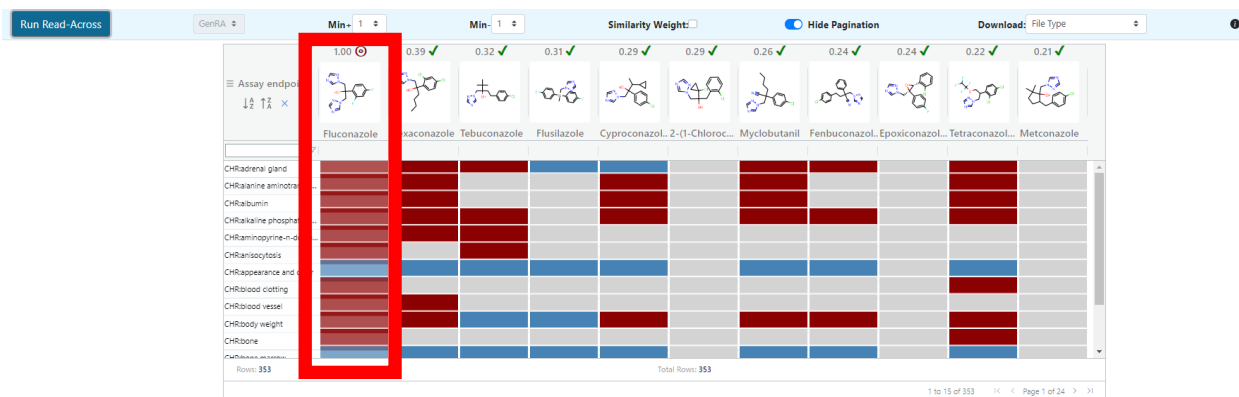 Run Read-Across GenRA Min+ 1 Min- 1 Similarity Weight: Hide Pagination Download: File Type
1.00 0.39 0.32 0.31 0.29 0.29 0.26 0.24 0.24 0.22 0.21
Assay endpoi
Fluconazole exaconazole Tebuconazole Flusilazole Cyproconazol... 2-(1-Chloroc... Myclobutanil Fenbuconazol... Epoxiconazol... Tetraconazol... Metconazole
CHR:adrenal gland
CHR:alanine aminotra
CHR:albumin
CHR:alkaline phosphat
CHR:aminopyrine-n-d
CHR:anisocytosis
CHR:appearance and
CHR:blood clotting
CHR:blood vessel
CHR:body weight
CHR:bone
CHR:bone marrow
Rows: 353 Total Rows: 353
1 to 15 of 353 Page 1 of 24